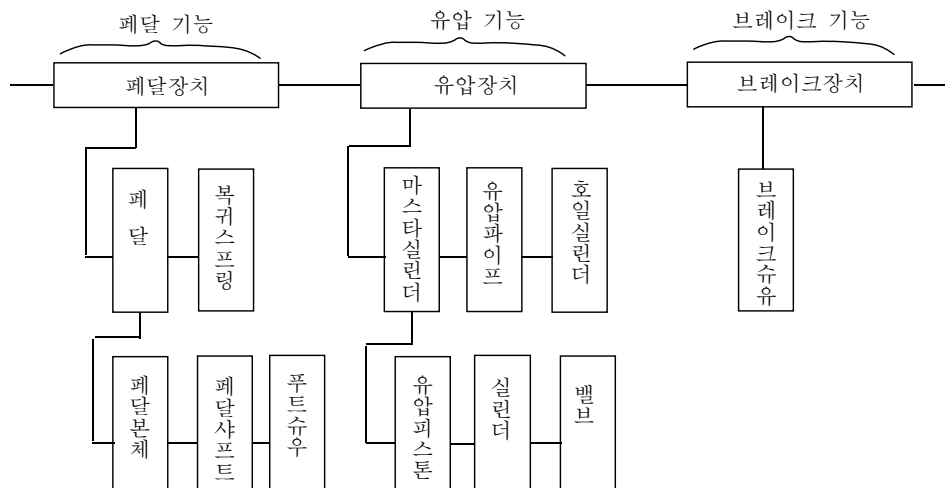 페달 기능
유압 기능
브레이크 기능
페달장치
유압장치
브레이크장치
페달
복귀스프링
마스타실린더
유압파이프
호일실린더
브레이크슈유
페달본체
페달샤프트
푸트슈우
유압피스톤
실린더
밸브